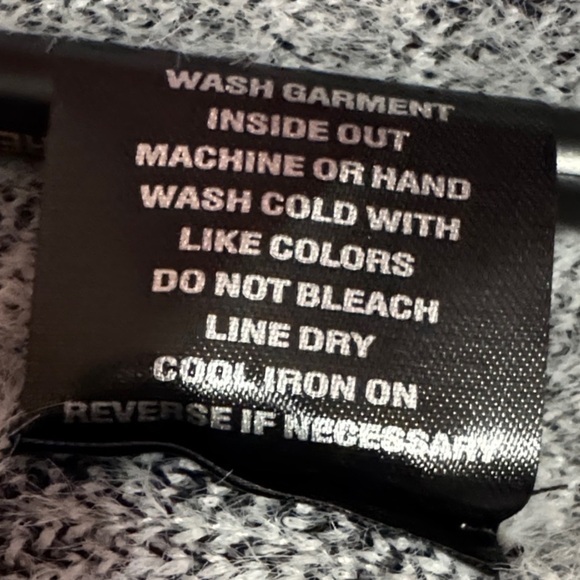 WASH GARMENT
INSIDE OUT
MACHINE OR HAND
WASH COLD WITH
LIKE COLORS
DO NOT BLEACH
LINE DRY
COOL IRON ON
REVERSE IF NECESSARY